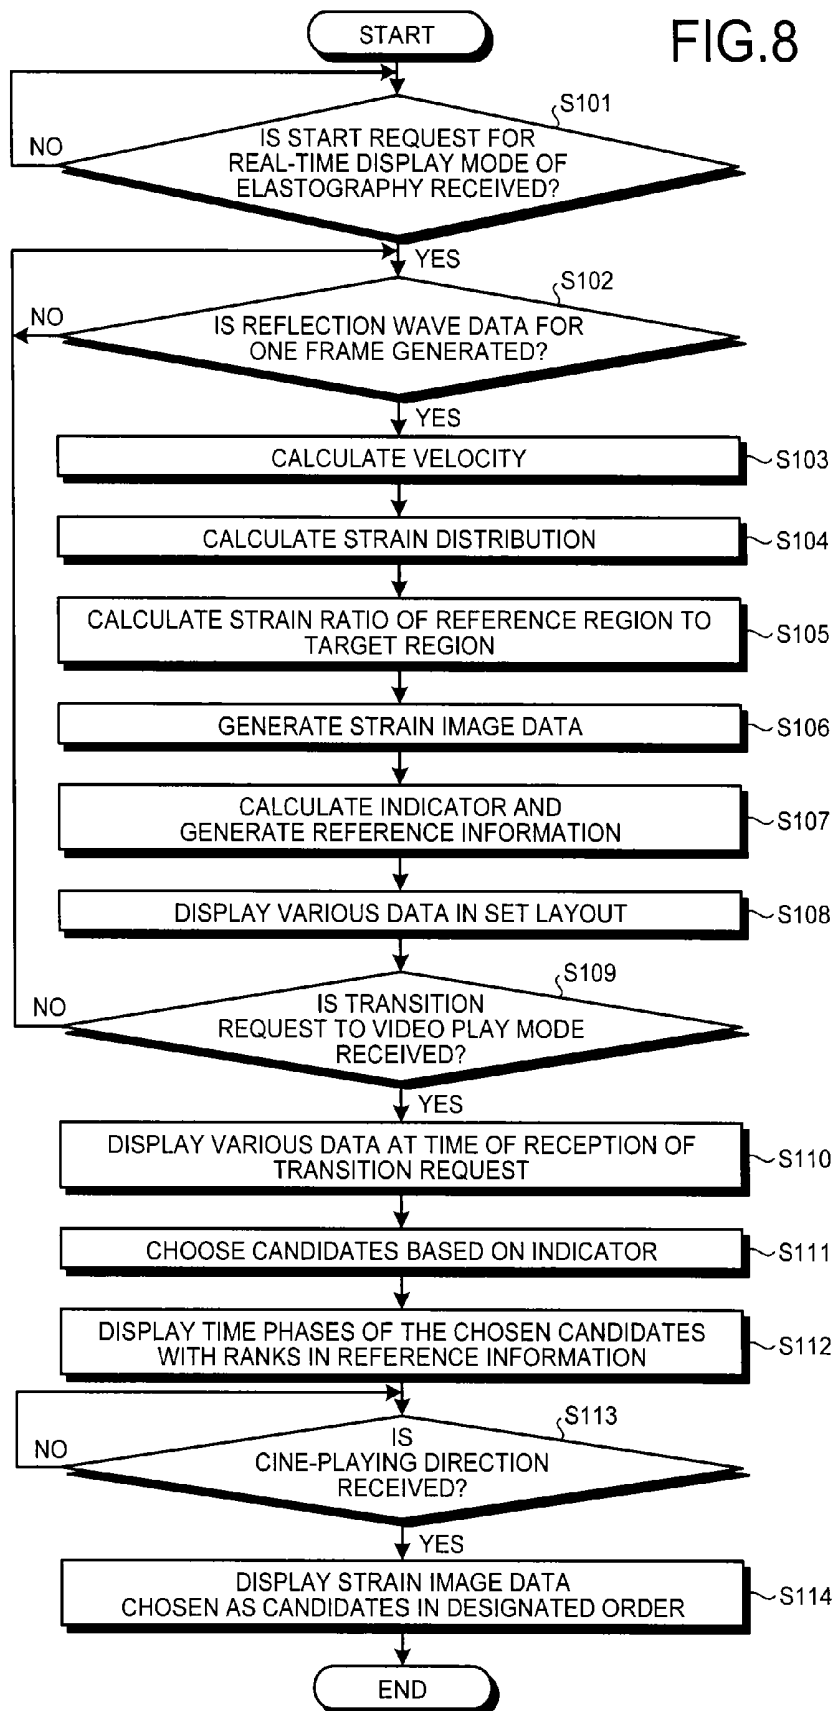 START
FIG.8
S101
NO
IS START REQUEST FOR
REAL-TIME DISPLAY MODE OF
ELASTOGRAPHY RECEIVED?
YES
S102
NO
IS REFLECTION WAVE DATA FOR
ONE FRAME GENERATED?
YES
CALCULATE VELOCITY
S103
CALCULATE STRAIN DISTRIBUTION
S104
CALCULATE STRAIN RATIO OF REFERENCE REGION TO
TARGET REGION
S105
GENERATE STRAIN IMAGE DATA
S106
CALCULATE INDICATOR AND
GENERATE REFERENCE INFORMATION
S107
DISPLAY VARIOUS DATA IN SET LAYOUT
S108
S109
NO
IS TRANSITION
REQUEST TO VIDEO PLAY MODE
RECEIVED?
YES
DISPLAY VARIOUS DATA AT TIME OF RECEPTION OF
TRANSITION REQUEST
S110
CHOOSE CANDIDATES BASED ON INDICATOR
S111
DISPLAY TIME PHASES OF THE CHOSEN CANDIDATES
WITH RANKS IN REFERENCE INFORMATION
S112
S113
NO
IS
CINE-PLAYING DIRECTION
RECEIVED?
YES
DISPLAY STRAIN IMAGE DATA
CHOSEN AS CANDIDATES IN DESIGNATED ORDER
S114
END